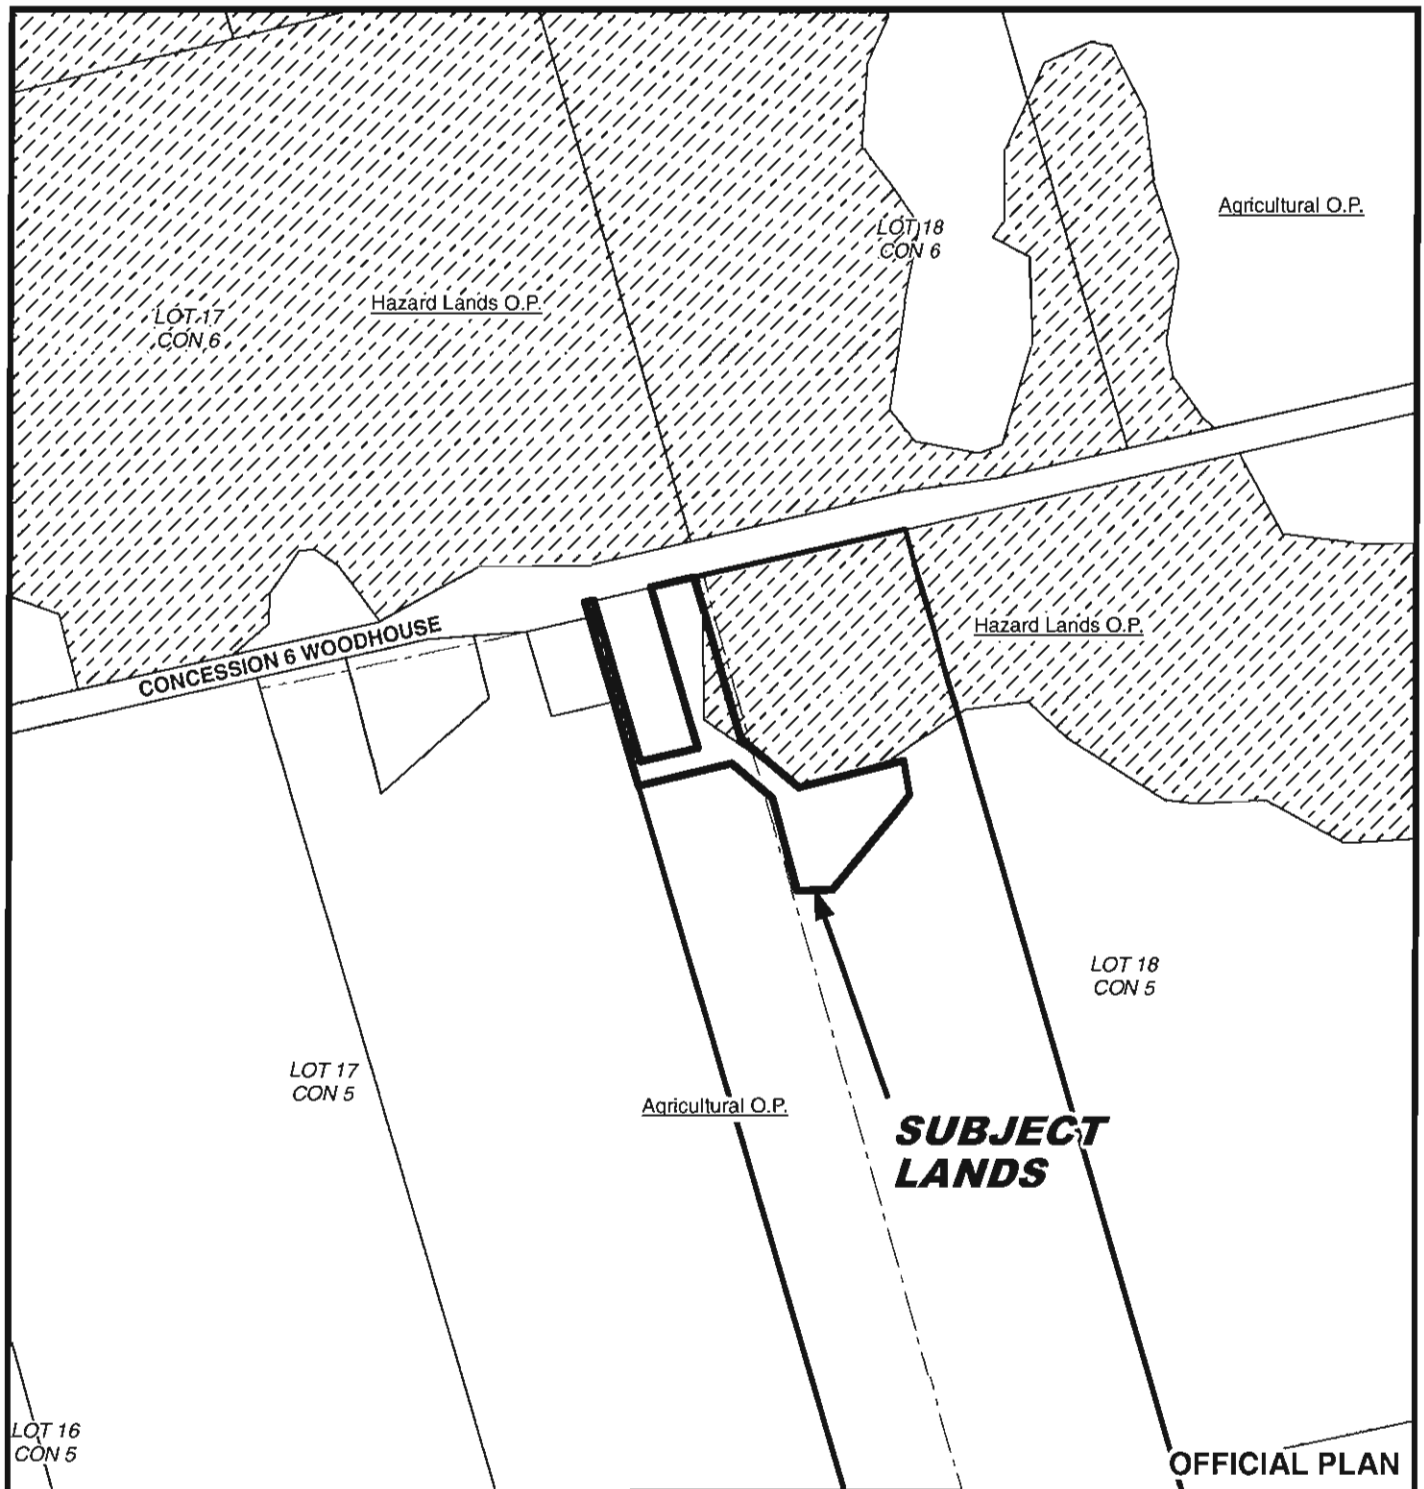 Agricultural O.P.
LOT 18
CON 6
Hazard Lands O.P.
LOT 17
CON 6
CONCESSION 6 WOODHOUSE
Hazard Lands O.P.
LOT 18
CON 5
LOT 17
CON 5
Agricultural O.P.
SUBJECT
LANDS
LOT 16
CON 5
OFFICIAL PLAN